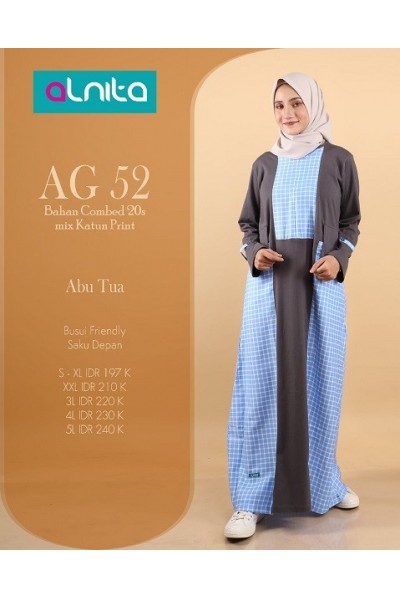 alnita
AG 52
Bahan Combed 20s
mix Katun Print
Abu Tua
Busui Friendly
Saku Depan
S - XL IDR 197 K
XXL IDR 210 K
3L IDR 220 K
4L IDR 230 K
5L IDR 240 K